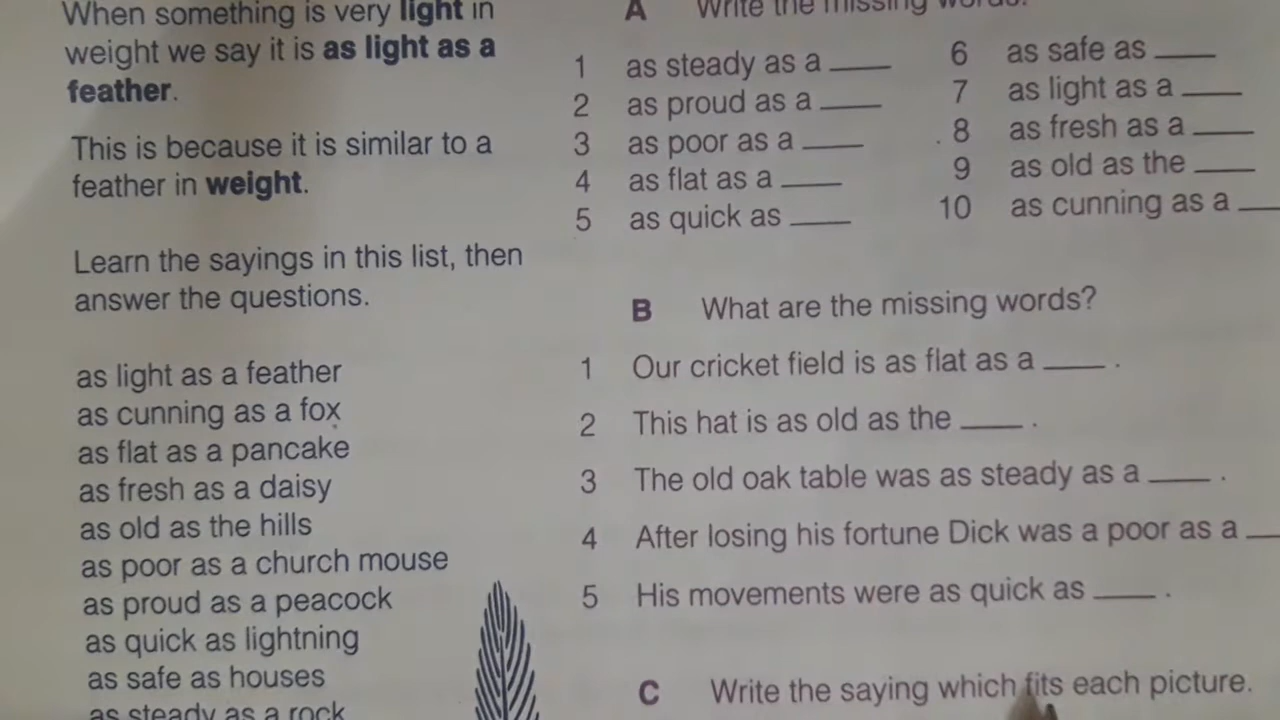 When something is very light in
weight we say it is as light as a
feather.
This is because it is similar to a
feather in weight.
Learn the sayings in this list, then
answer the questions.
as light as a feather
as cunning as a fox
as flat as a pancake
as fresh as a daisy
as old as the hills
as poor as a church mouse
as proud as a peacock
as quick as lightning
as safe as houses
as steady as a rock
A Write the missing words.
1 as steady as a ____
2 as proud as a ____
3 as poor as a ____
4 as flat as a ____
5 as quick as ____
6 as safe as ____
7 as light as a ____
8 as fresh as a ____
9 as old as the ____
10 as cunning as a ____
B What are the missing words?
1 Our cricket field is as flat as a ____ .
2 This hat is as old as the ____ .
3 The old oak table was as steady as a ____ .
4 After losing his fortune Dick was a poor as a ____
5 His movements were as quick as ____ .
C Write the saying which fits each picture.